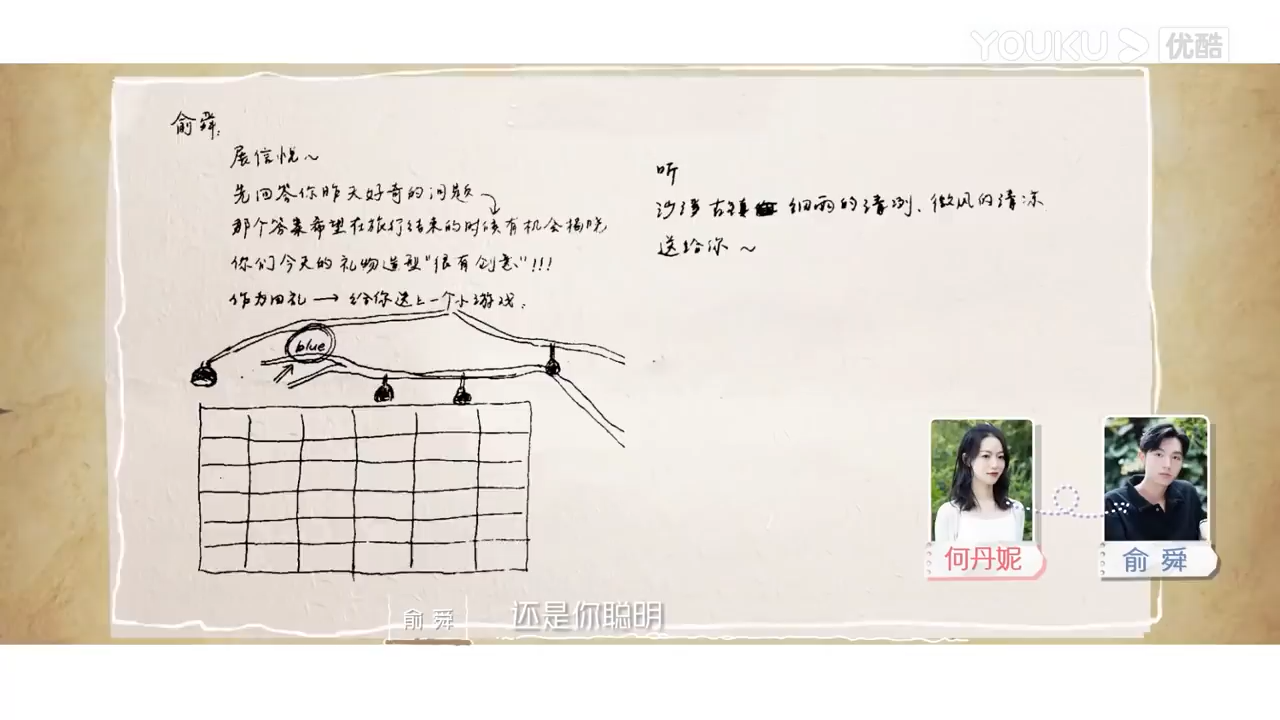 YOUKU 优酷
俞舜:
展信悦~
先回答你昨天好奇的问题
那个答案希望在旅行结束的时候有机会揭晓
你们今天的礼物造型“很有创意”!!!
作为回礼 → 给你送上一个小游戏:
blue
听
沙溪古镇 细雨的清冽、微风的清凉
送给你~
何丹妮
俞舜
俞舜 还是你聪明